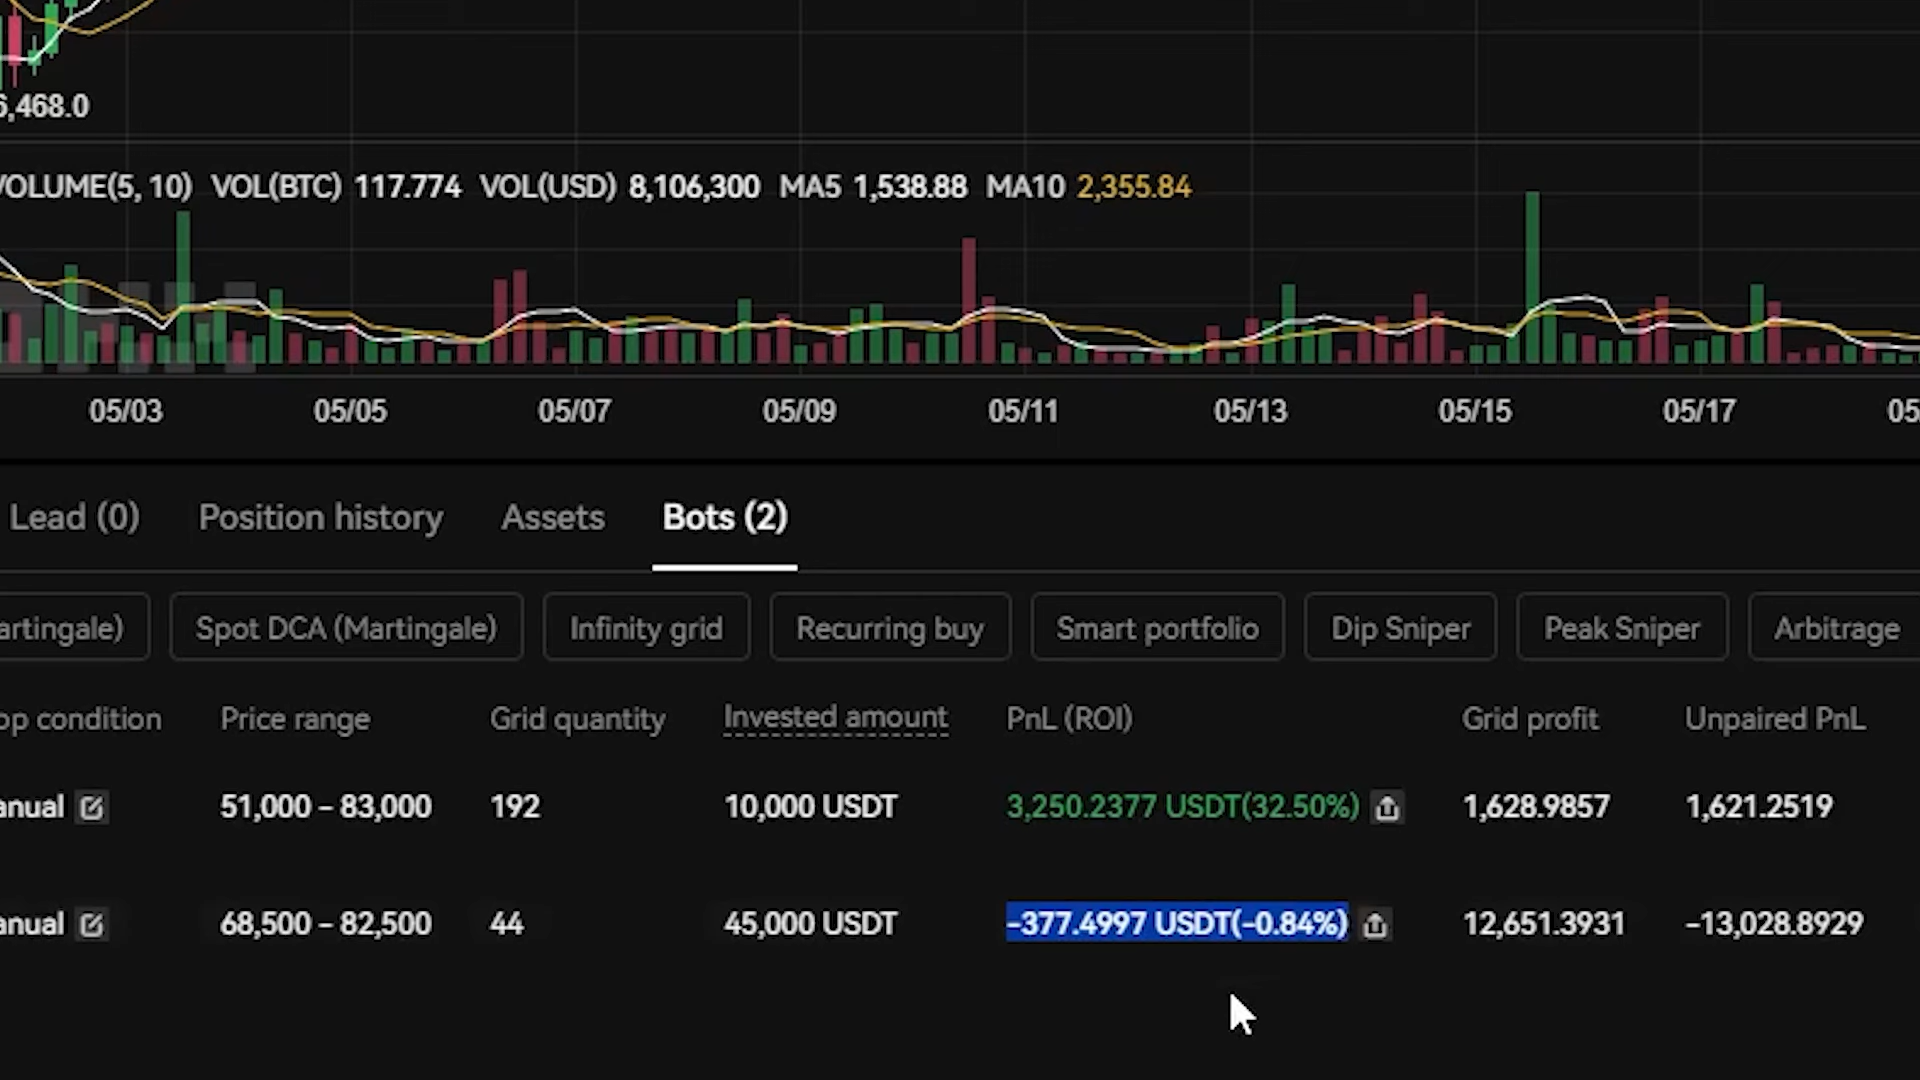 6,468.0
VOLUME(5, 10) VOL(BTC) 117.774 VOL(USD) 8,106,300 MA5 1,538.88 MA10 2,355.84
05/03 05/05 05/07 05/09 05/11 05/13 05/15 05/17 05
Lead (0) Position history Assets Bots (2)
artingale) Spot DCA (Martingale) Infinity grid Recurring buy Smart portfolio Dip Sniper Peak Sniper Arbitrage
op condition Price range Grid quantity Invested amount PnL (ROI) Grid profit Unpaired PnL
anual 51,000 – 83,000 192 10,000 USDT 3,250.2377 USDT(32.50%) 1,628.9857 1,621.2519
anual 68,500 – 82,500 44 45,000 USDT -377.4997 USDT(-0.84%) 12,651.3931 -13,028.8929